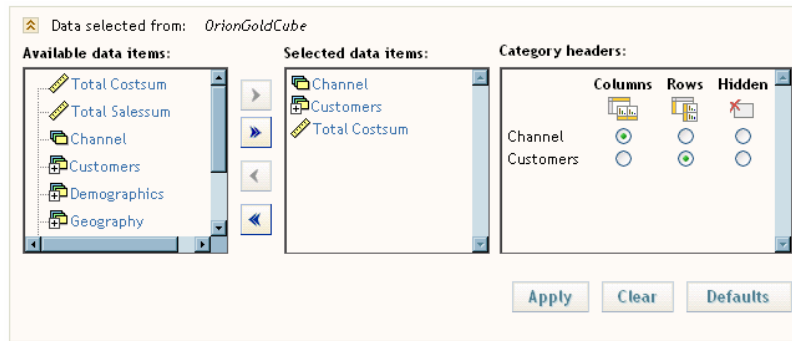 Data selected from: OrionGoldCube
Available data items:
Total Costsum
Total Salessum
Channel
Customers
Demographics
Geography
Selected data items:
Channel
Customers
Total Costsum
Category headers:
Columns Rows Hidden
Channel
Customers
Apply Clear Defaults